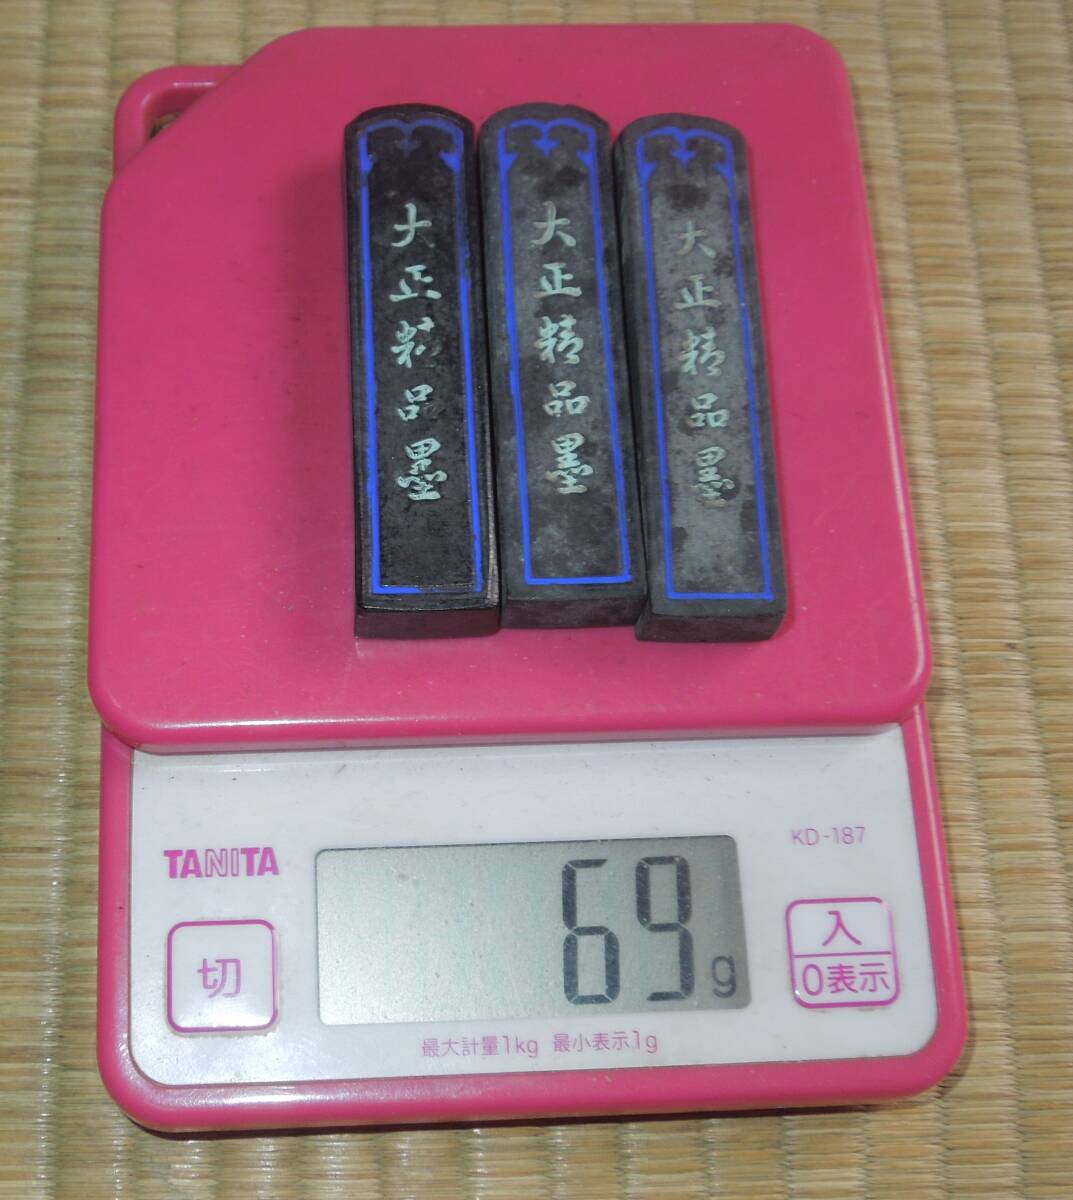 大正精品墨
大正精品墨
大正精品墨
TANITA
KD-187
69g
切
入
0表示
最大計量1kg 最小表示1g